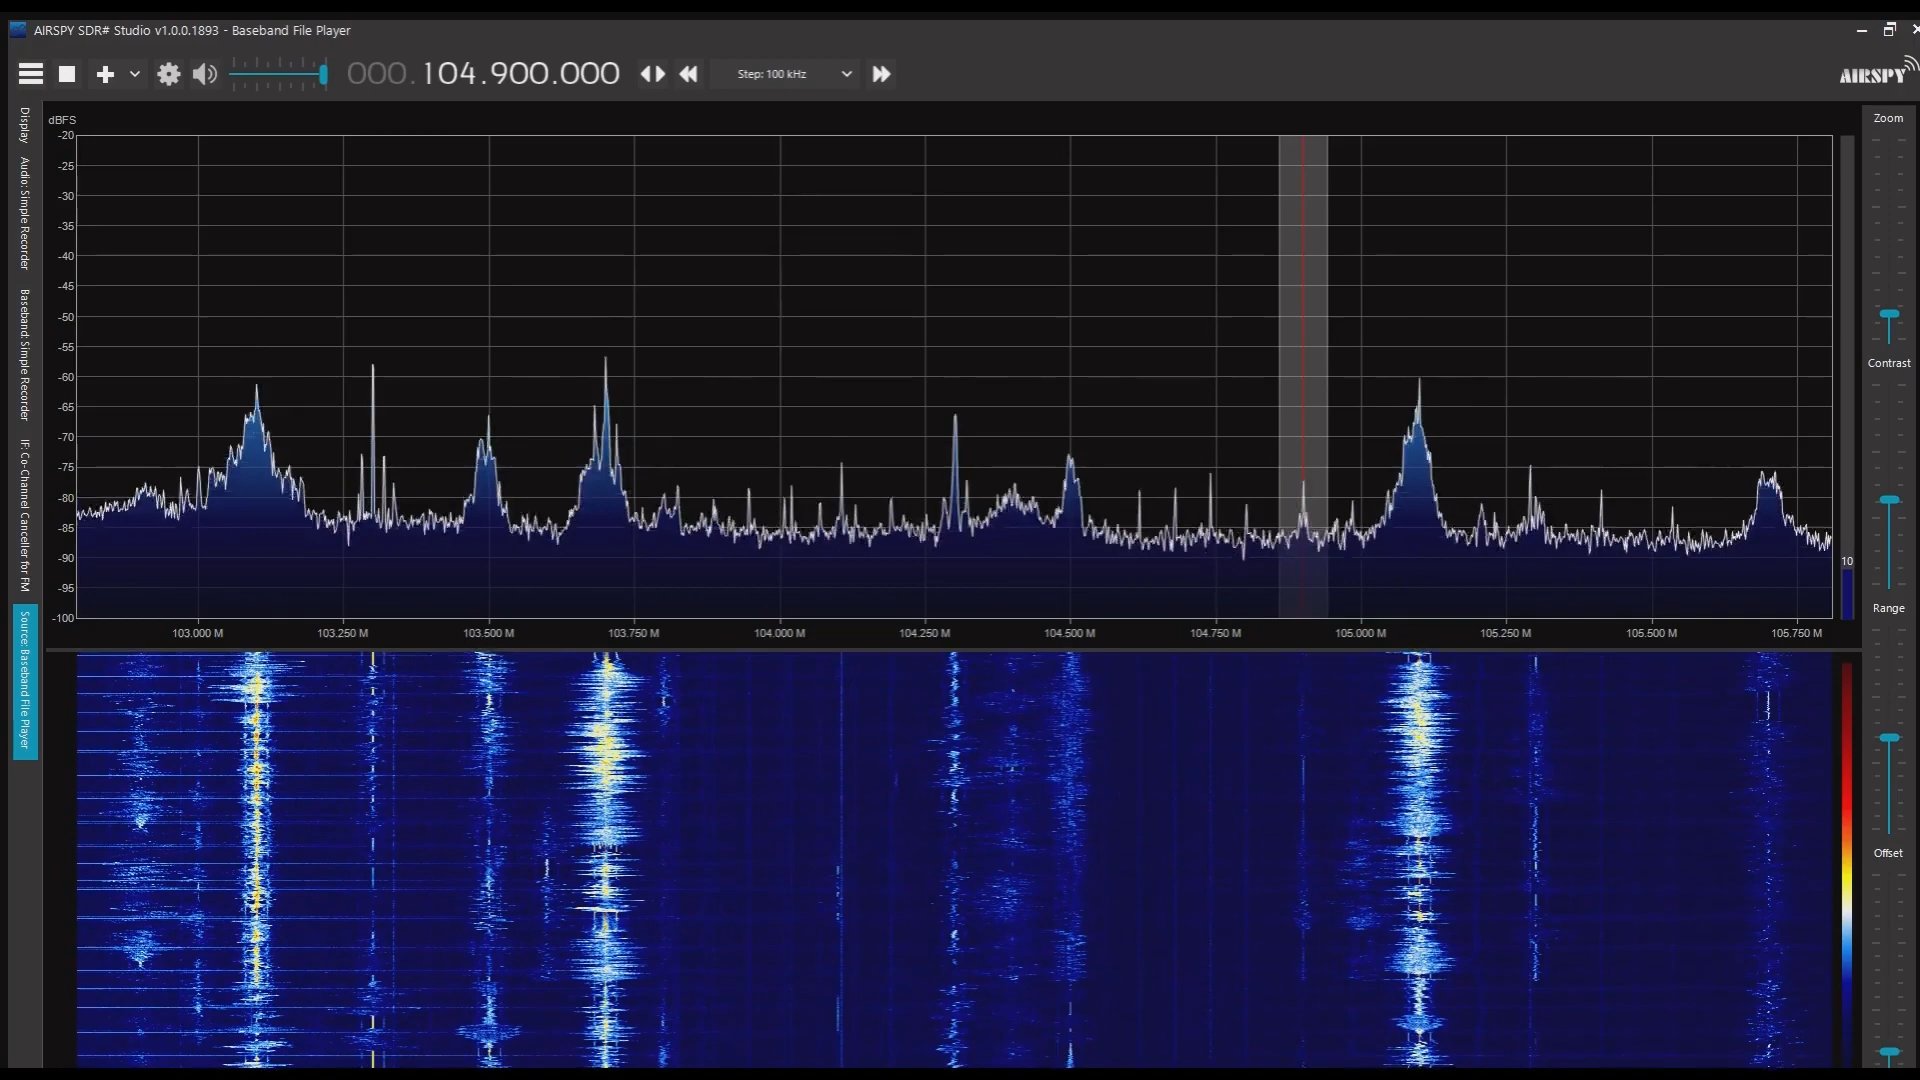 AIRSPY SDR# Studio v1.0.0.1893 - Baseband File Player
000.104.900.000
Step: 100 kHz
AIRSPY
Display
Audio: Simple Recorder
Baseband: Simple Recorder
IF: Co-Channel Canceller for FM
Source: Baseband File Player
dBFS
-20
-25
-30
-35
-40
-45
-50
-55
-60
-65
-70
-75
-80
-85
-90
-95
-100
103.000 M
103.250 M
103.500 M
103.750 M
104.000 M
104.250 M
104.500 M
104.750 M
105.000 M
105.250 M
105.500 M
105.750 M
10
Zoom
Contrast
Range
Offset